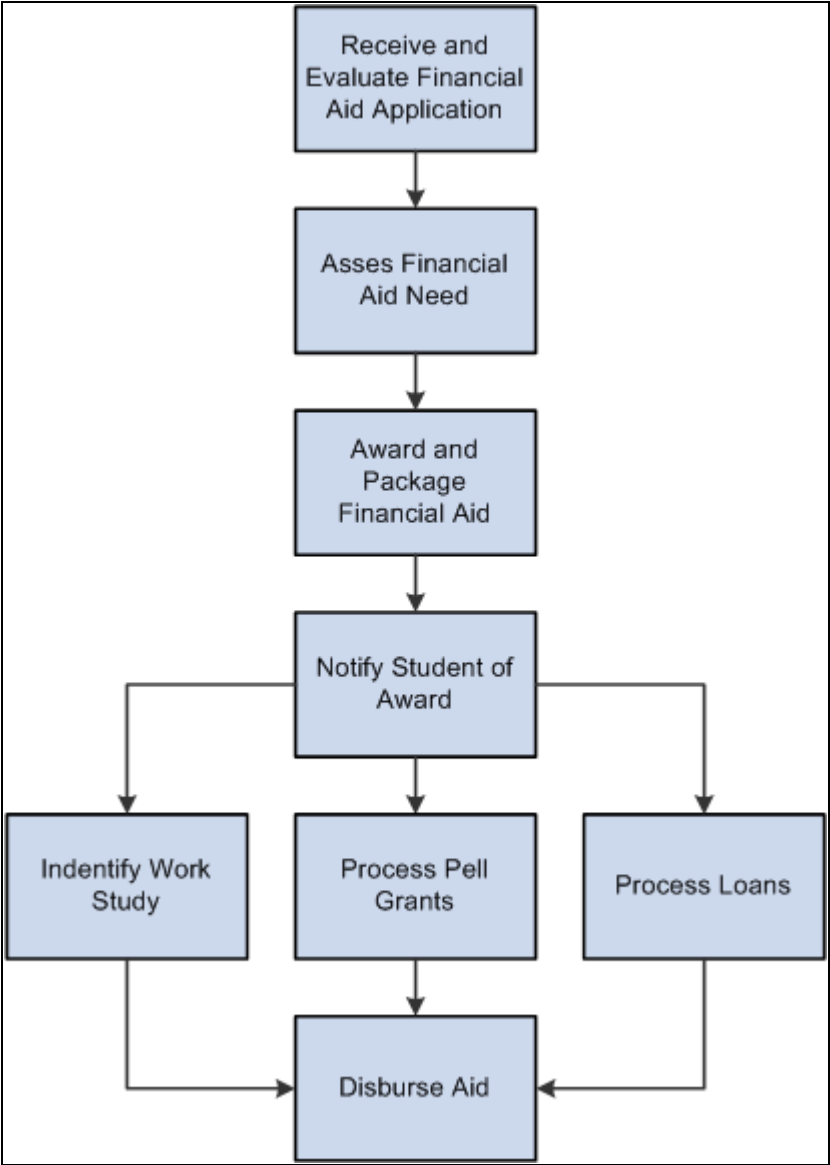 Receive and
Evaluate Financial
Aid Application
Asses Financial
Aid Need
Award and
Package
Financial Aid
Notify Student of
Award
Indentify Work
Study
Process Pell
Grants
Process Loans
Disburse Aid